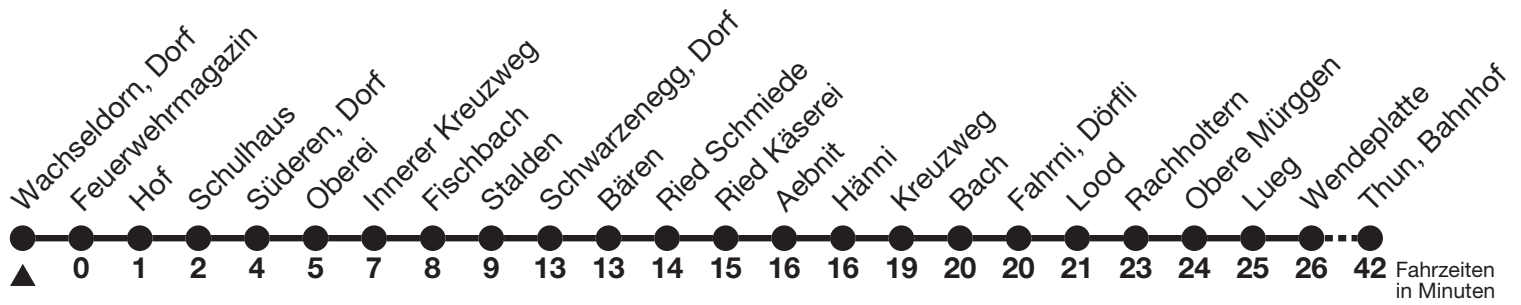 Wachseldorn, Dorf
Feuerwehrmagazin
Hof
Schulhaus
Süderen, Dorf
Oberei
Innerer Kreuzweg
Fischbach
Stalden
Schwarzenegg, Dorf
Bären
Ried Schmiede
Ried Käserei
Aebnit
Hänni
Kreuzweg
Bach
Fahrni, Dörfli
Lood
Rachholtern
Obere Mürggen
Lueg
Wendeplatte
Thun, Bahnhof
0 1 2 4 5 7 8 9 13 13 14 15 16 16 19 20 20 21 23 24 25 26 42 Fahrzeiten
in Minuten